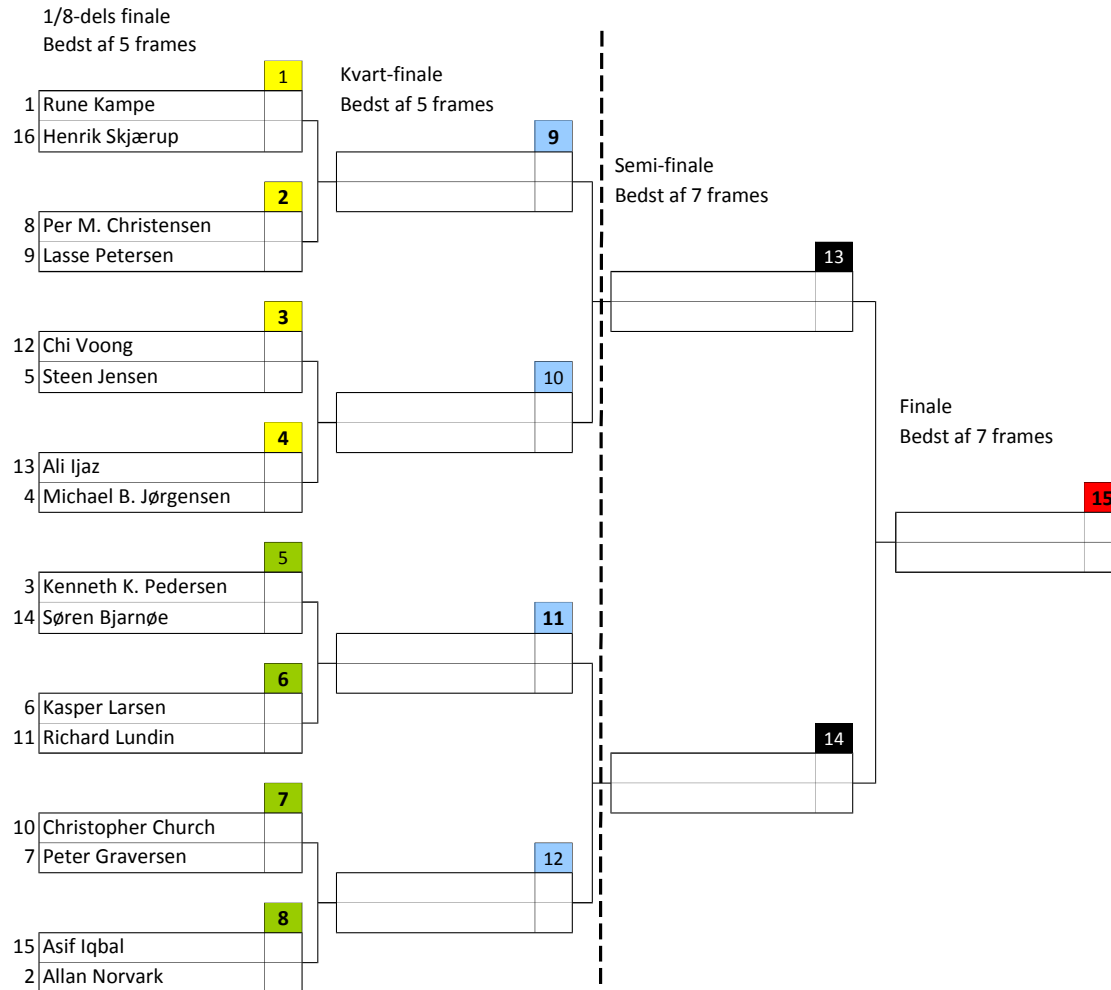 1/8-dels finale
Bedst af 5 frames
1
1 Rune Kampe
16 Henrik Skjærup
2
8 Per M. Christensen
9 Lasse Petersen
3
12 Chi Voong
5 Steen Jensen
4
13 Ali Ijaz
4 Michael B. Jørgensen
5
3 Kenneth K. Pedersen
14 Søren Bjarnøe
6
6 Kasper Larsen
11 Richard Lundin
7
10 Christopher Church
7 Peter Graversen
8
15 Asif Iqbal
2 Allan Norvark
Kvart-finale
Bedst af 5 frames
9
10
11
12
Semi-finale
Bedst af 7 frames
13
14
Finale
Bedst af 7 frames
15